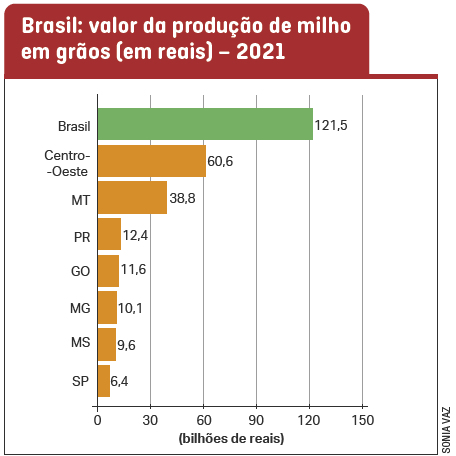 Brasil: valor da produção de milho
em grãos (em reais) – 2021
Brasil 121,5
Centro-
-Oeste 60,6
MT 38,8
PR 12,4
GO 11,6
MG 10,1
MS 9,6
SP 6,4
0 30 60 90 120 150
(bilhões de reais)
SONIA VAZ